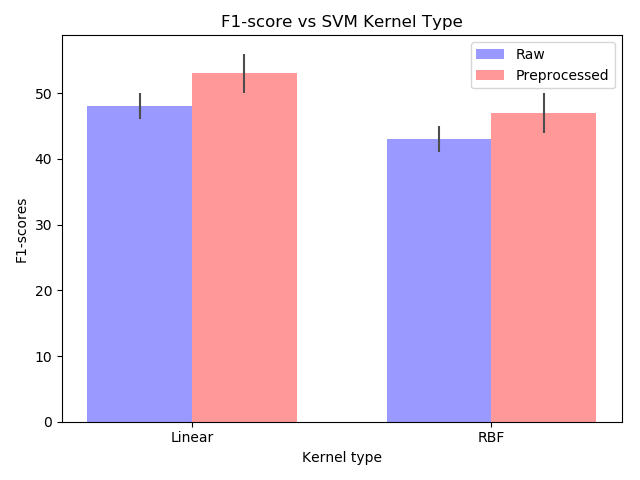 F1-score vs SVM Kernel Type
Raw
Preprocessed
50
40
30
20
10
0
F1-scores
Linear
RBF
Kernel type